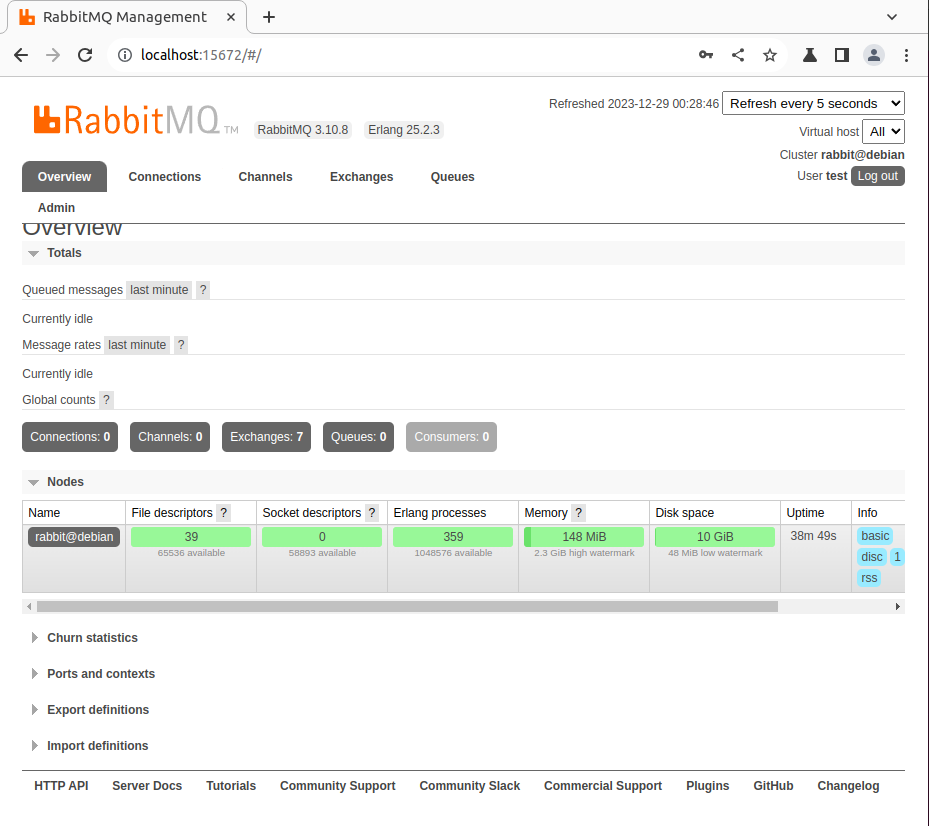 RabbitMQ Management
localhost:15672/#/
Refreshed 2023-12-29 00:28:46 Refresh every 5 seconds
RabbitMQ TM RabbitMQ 3.10.8 Erlang 25.2.3
Virtual host All
Cluster rabbit@debian
User test Log out
Overview Connections Channels Exchanges Queues
Admin
Overview
Totals
Queued messages last minute ?
Currently idle
Message rates last minute ?
Currently idle
Global counts ?
Connections: 0 Channels: 0 Exchanges: 7 Queues: 0 Consumers: 0
Nodes
Name File descriptors ? Socket descriptors ? Erlang processes Memory ? Disk space Uptime Info
rabbit@debian 39 0 359 148 MiB 10 GiB 38m 49s basic
65536 available 58893 available 1048576 available 2.3 GiB high watermark 48 MiB low watermark
disc 1
rss
Churn statistics
Ports and contexts
Export definitions
Import definitions
HTTP API Server Docs Tutorials Community Support Community Slack Commercial Support Plugins GitHub Changelog